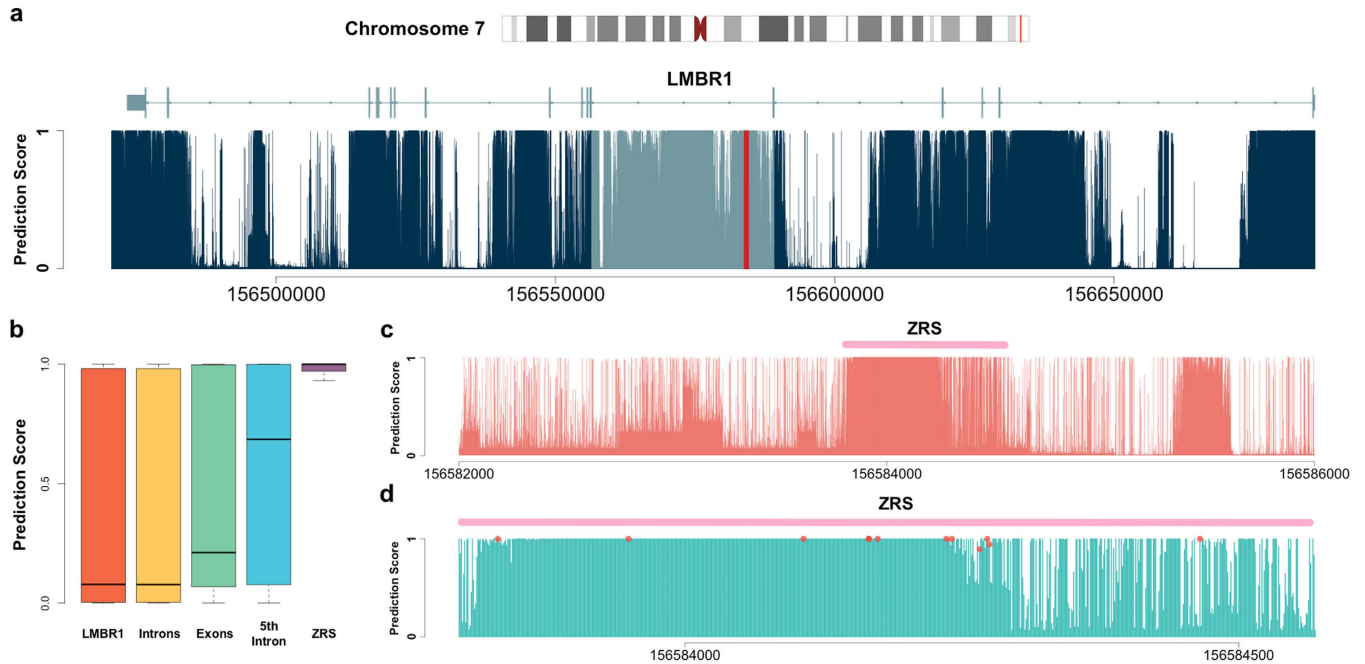 a
Chromosome 7
LMBR1
Prediction Score
1
0
156500000 156550000 156600000 156650000
b
Prediction Score
1.0
0.5
0.0
LMBR1 Introns Exons 5th Intron ZRS
c
ZRS
Prediction Score
1
0
156582000 156584000 156586000
d
ZRS
Prediction Score
1
0
156584000 156584500